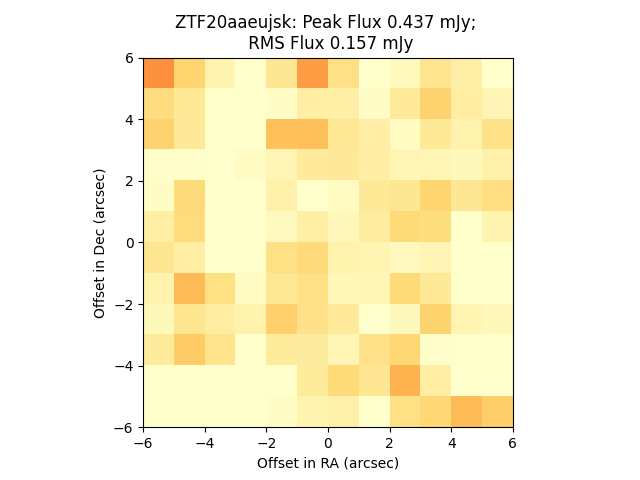 ZTF20aaeujsk: Peak Flux 0.437 mJy;
RMS Flux 0.157 mJy
6
4
2
0
−2
−4
−6
Offset in Dec (arcsec)
−6 −4 −2 0 2 4 6
Offset in RA (arcsec)